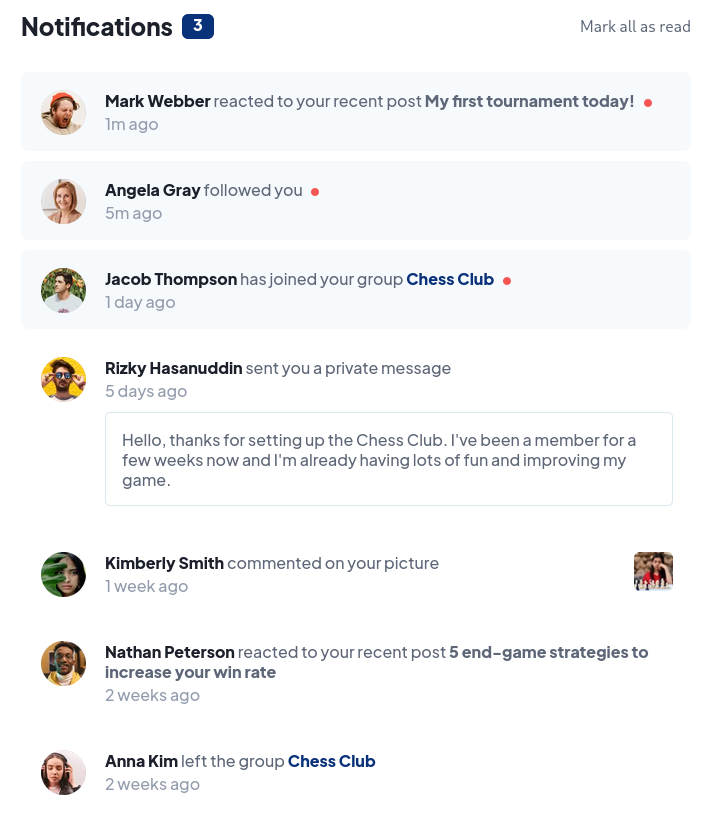 Notifications 3
Mark all as read
Mark Webber reacted to your recent post My first tournament today!
1m ago
Angela Gray followed you
5m ago
Jacob Thompson has joined your group Chess Club
1 day ago
Rizky Hasanuddin sent you a private message
5 days ago
Hello, thanks for setting up the Chess Club. I've been a member for a
few weeks now and I'm already having lots of fun and improving my
game.
Kimberly Smith commented on your picture
1 week ago
Nathan Peterson reacted to your recent post 5 end-game strategies to
increase your win rate
2 weeks ago
Anna Kim left the group Chess Club
2 weeks ago